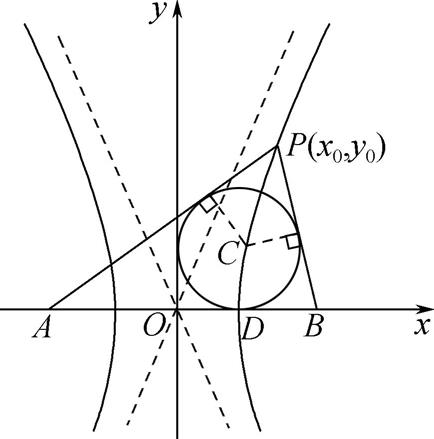 y
P(x₀,y₀)
C
A O D B x